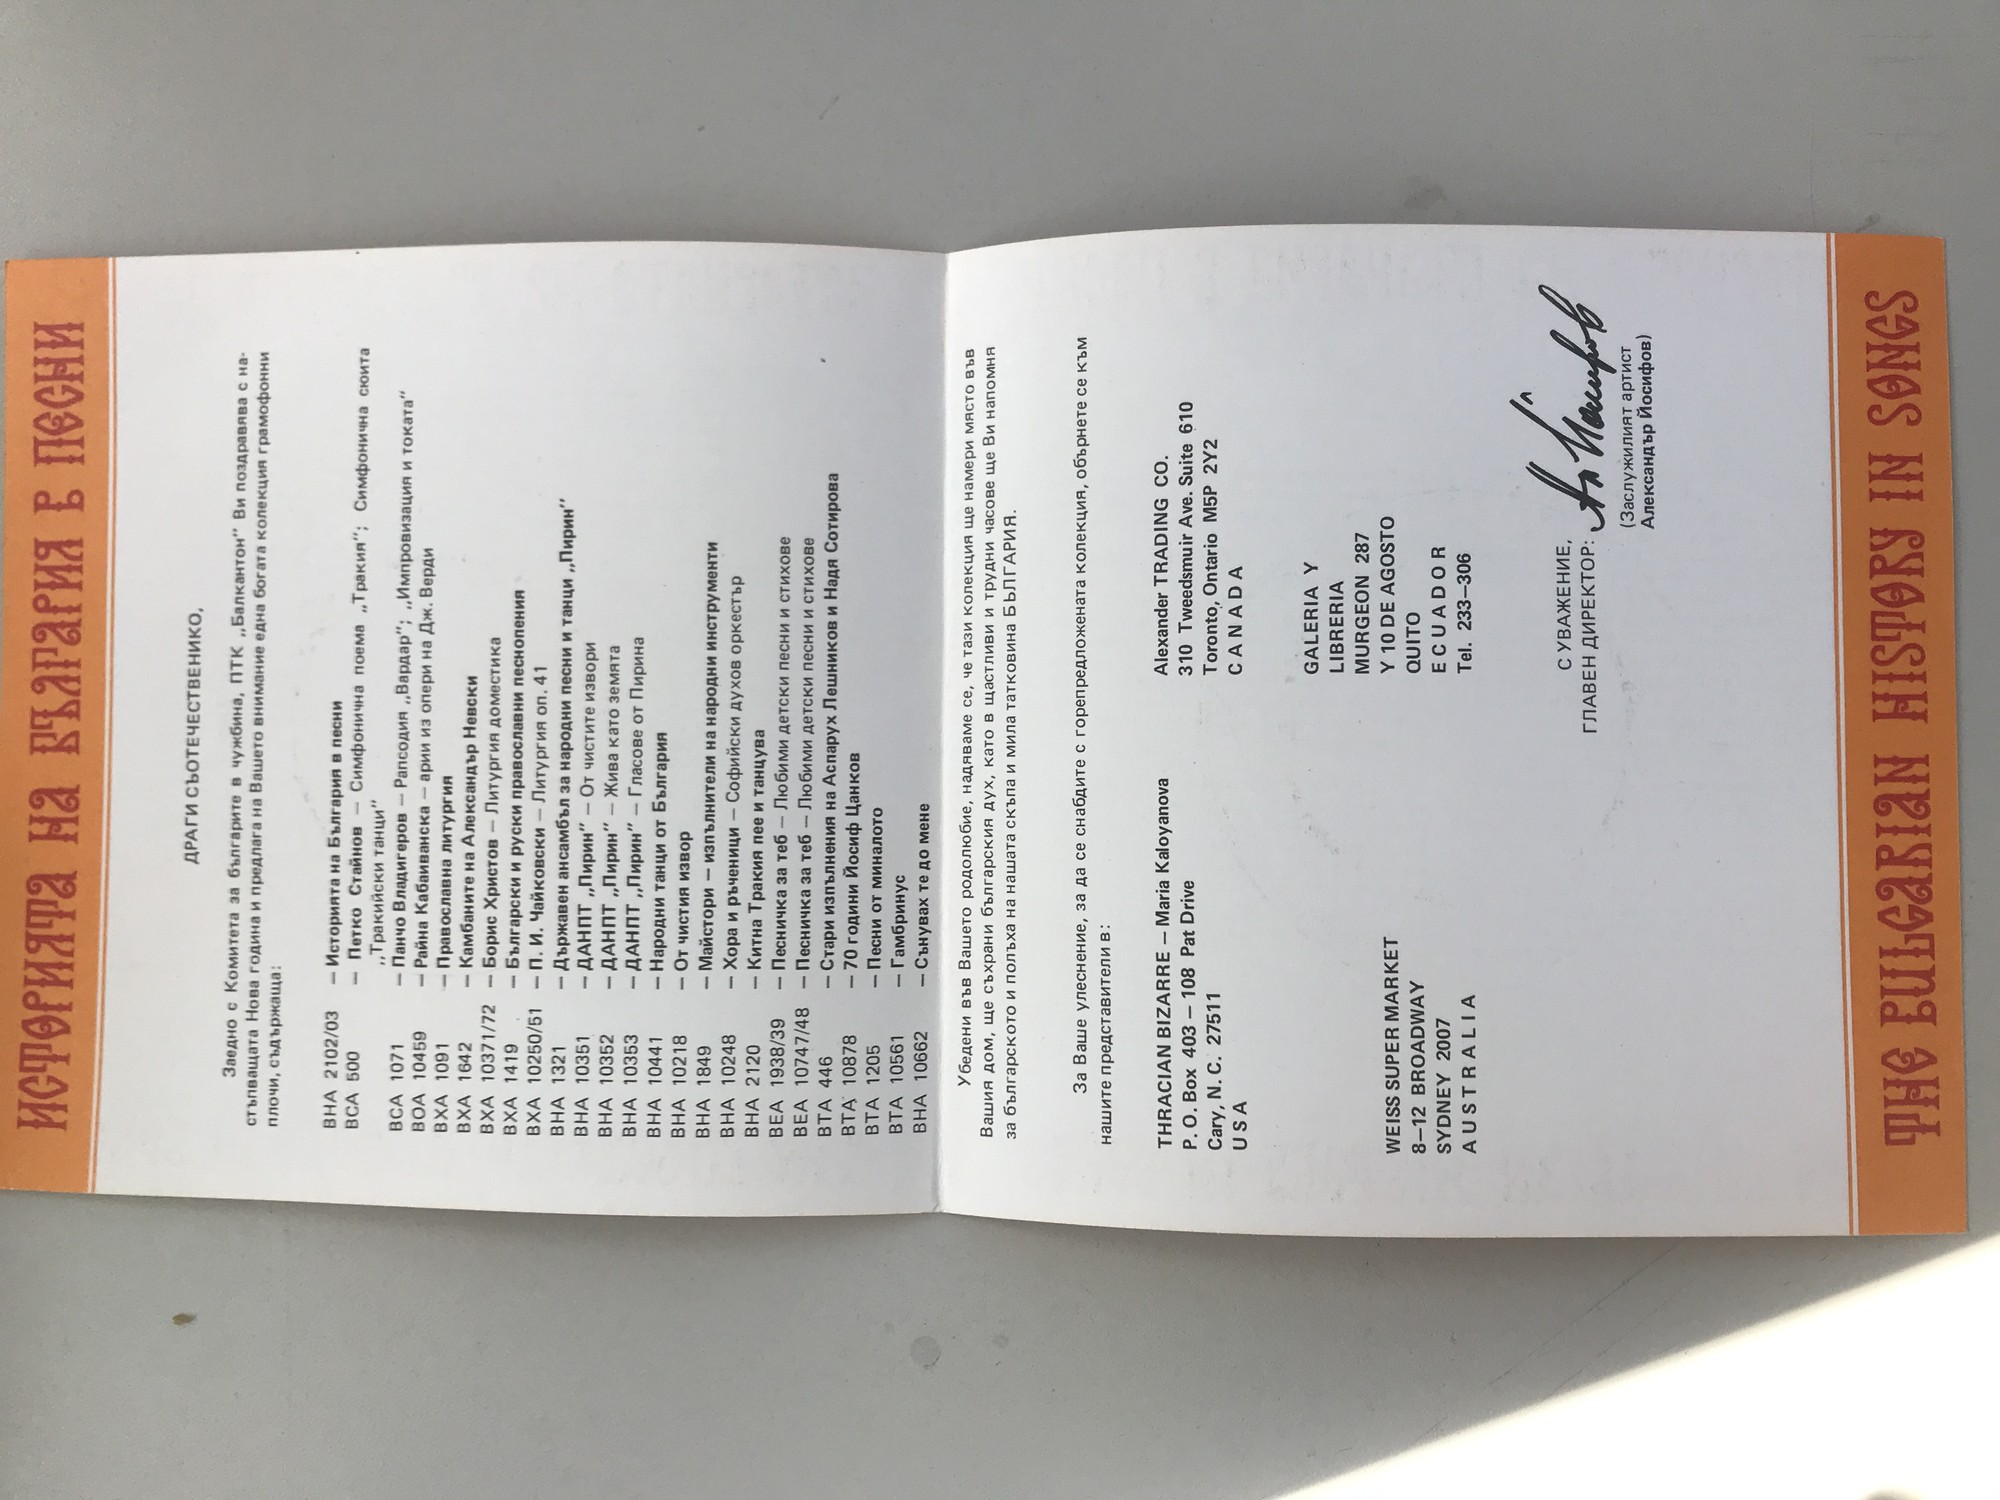 ИСТОРИЯТА НА БЪЛГАРИЯ В ПЕСНИ
ДРАГИ СЪОТЕЧЕСТВЕНИКО,
Заедно с Комитета за българите в чужбина, ПТК „Балкантон" Ви поздравява с на-
стъпващата Нова година и предлага на Вашето внимание една богата колекция грамофонни
плочи, съдържаща:
ВНА 2102/03 — Историята на България в песни
ВСА 500 — Петко Стайнов — Симфонична поема „Тракия"; Симфонична сюита
„Тракийски танци"
ВСА 1071 — Панчо Владигеров — Рапсодия „Вардар"; „Импровизация и токата"
ВОА 10459 — Райна Кабаиванска — арии из опери на Дж. Верди
ВХА 1091 — Православна литургия
ВХА 1642 — Камбаните на Александър Невски
ВХА 10371/72 — Борис Христов — Литургия доместика
ВХА 1419 — Български и руски православни песнопения
ВХА 10250/51 — П. И. Чайковски — Литургия оп. 41
ВНА 1321 — Държавен ансамбъл за народни песни и танци „Пирин"
ВНА 10351 — ДАНПТ „Пирин" — От чистите извори
ВНА 10352 — ДАНПТ „Пирин" — Жива като земята
ВНА 10353 — ДАНПТ „Пирин" — Гласове от Пирина
ВНА 10441 — Народни танци от България
ВНА 10218 — От чистия извор
ВНА 1849 — Майстори — изпълнители на народни инструменти
ВНА 10248 — Хора и ръченици — Софийски духов оркестър
ВНА 2120 — Китна Тракия пее и танцува
ВЕА 1938/39 — Песничка за теб — Любими детски песни и стихове
ВЕА 10747/48 — Песничка за теб — Любими детски песни и стихове
ВТА 446 — Стари изпълнения на Аспарух Лешников и Надя Сотирова
ВТА 10878 — 70 години Йосиф Цанков
ВТА 1205 — Песни от миналото
ВТА 10561 — Гамбринус
ВНА 10662 — Сънувах те до мене
Убедени във Вашето родолюбие, надяваме се, че тази колекция ще намери място във
Вашия дом, ще съхрани българския дух, като в щастливи и трудни часове ще Ви напомня
за българското и полъха на нашата скъпа и мила татковина БЪЛГАРИЯ.
За Ваше улеснение, за да се снабдите с горепредложената колекция, обърнете се към
нашите представители в:
THRACIAN BIZARRE — Maria Kaloyanova
P. O. Box 403 — 108 Pat Drive
Cary, N. C. 27511
U S A
Alexander TRADING CO.
310 Tweedsmuir Ave. Suite 610
Toronto, Ontario M5P 2Y2
C A N A D A
GALERIA Y
LIBRERIA
MURGEON 287
Y 10 DE AGOSTO
QUITO
E C U A D O R
Tel. 233—306
WEISS SUPER MARKET
8—12 BROADWAY
SYDNEY 2007
A U S T R A L I A
С УВАЖЕНИЕ,
ГЛАВЕН ДИРЕКТОР:
(Заслужилият артист
Александър Йосифов)
THE BULGARIAN HISTORY IN SONGS